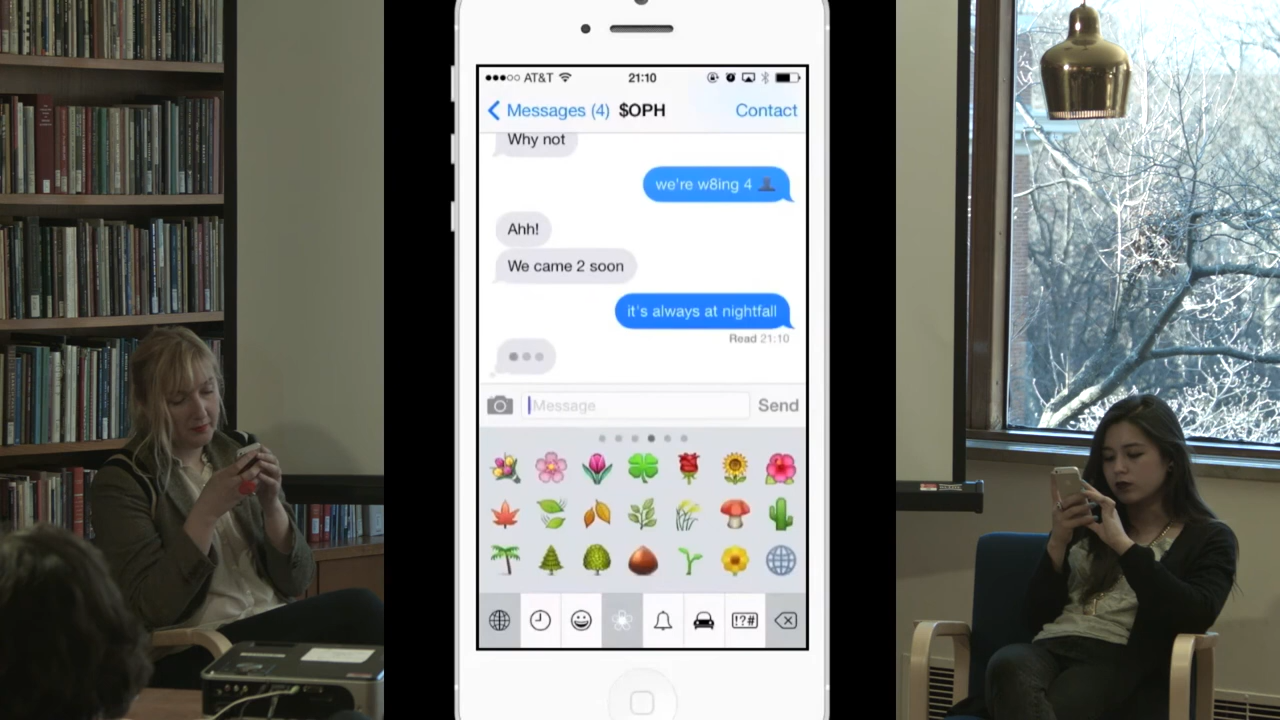 AT&T 21:10
Messages (4) $OPH Contact
Why not
we're w8ing 4
Ahh!
We came 2 soon
it's always at nightfall
Read 21:10
Message Send
!?#